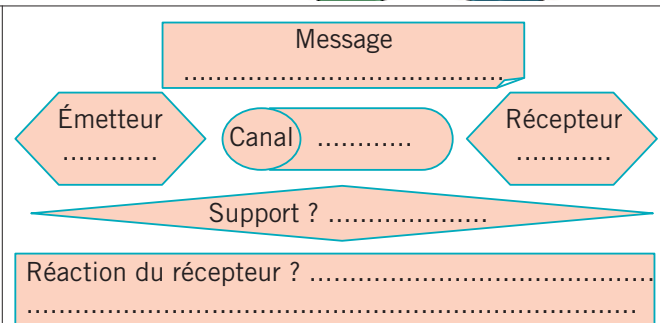 Message
........................................
Émetteur
............
Canal ............
Récepteur
............
Support ? ....................
Réaction du récepteur ? ...........................................
.............................................................................